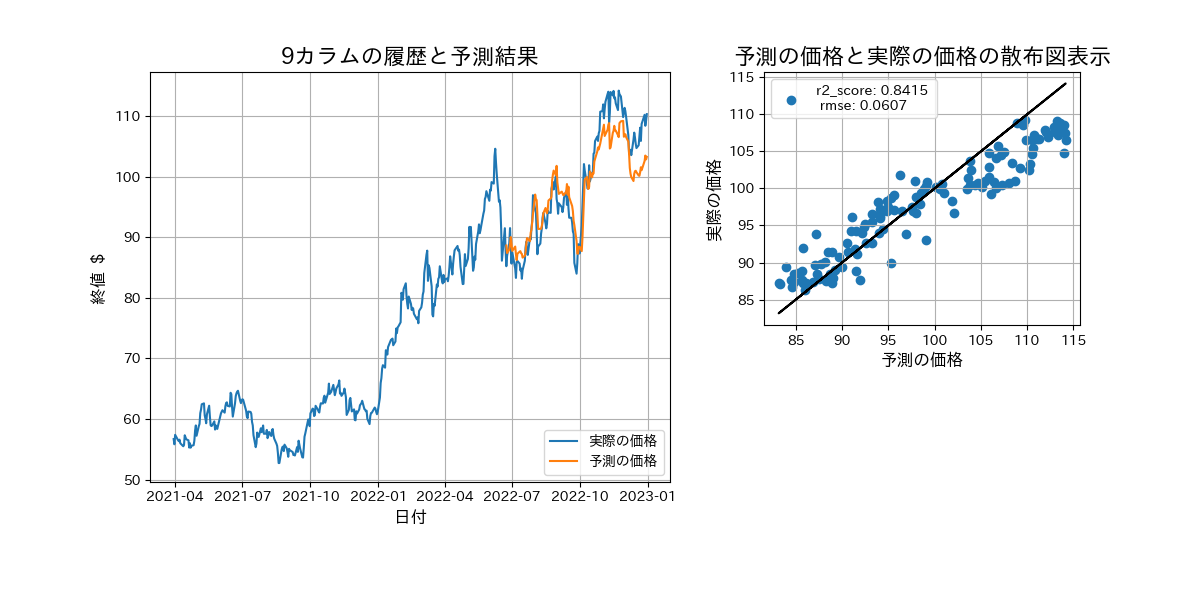 9カラムの履歴と予測結果
終値 $
110
100
90
80
70
60
50
2021-04 2021-07 2021-10 2022-01 2022-04 2022-07 2022-10 2023-01
日付
実際の価格
予測の価格
予測の価格と実際の価格の散布図表示
r2_score: 0.8415
rmse: 0.0607
実際の価格
115
110
105
100
95
90
85
85 90 95 100 105 110 115
予測の価格